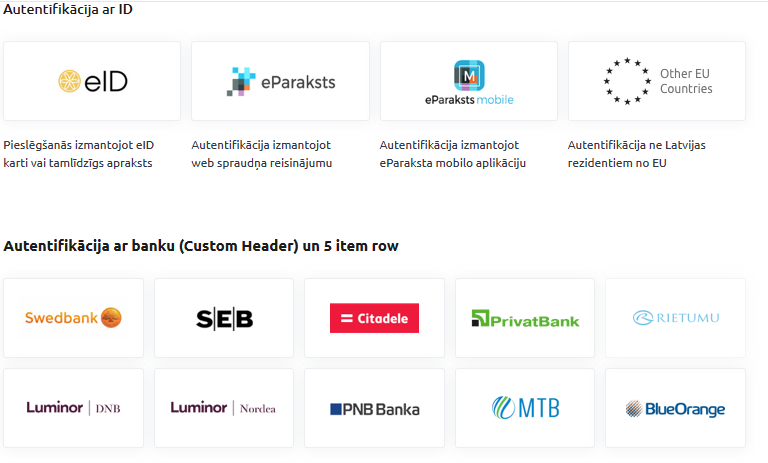 Autentifikācija ar ID
eID
eParaksts
M
eParaksts mobile
Other EU
Countries
Pieslēgšanās izmantojot eID
karti vai tamlīdzīgs apraksts
Autentifikācija izmantojot
web spraudņa reisinājumu
Autentifikācija izmantojot
eParaksta mobilo aplikāciju
Autentifikācija ne Latvijas
rezidentiem no EU
Autentifikācija ar banku (Custom Header) un 5 item row
Swedbank
S|E|B
Citadele
PrivatBank
RIETUMU
Luminor | DNB
Luminor | Nordea
PNB Banka
MTB
BlueOrange